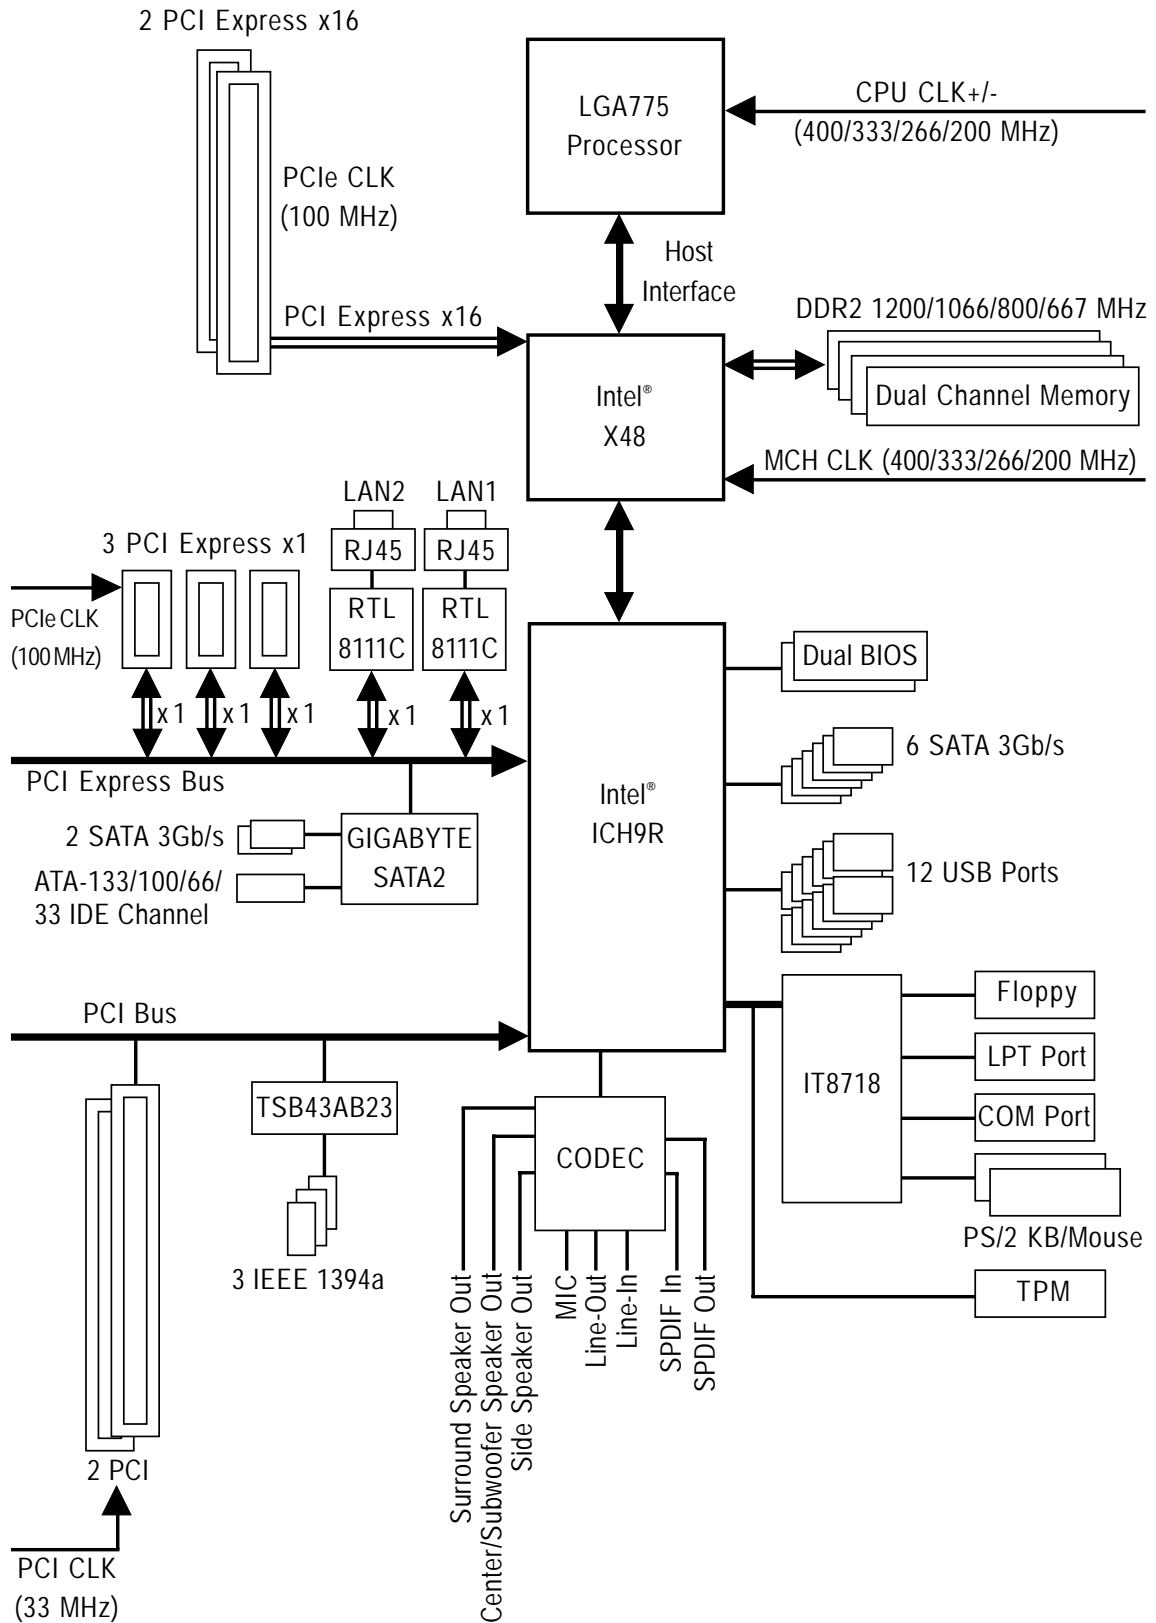 2 PCI Express x16
LGA775
Processor
CPU CLK+/-
(400/333/266/200 MHz)
PCIe CLK
(100 MHz)
Host
Interface
PCI Express x16
DDR2 1200/1066/800/667 MHz
Dual Channel Memory
Intel®
X48
MCH CLK (400/333/266/200 MHz)
LAN2
LAN1
RJ45
RJ45
3 PCI Express x1
PCIe CLK
(100 MHz)
RTL
8111C
RTL
8111C
x 1
x 1
x 1
x 1
x 1
PCI Express Bus
Dual BIOS
6 SATA 3Gb/s
Intel®
ICH9R
2 SATA 3Gb/s
GIGABYTE
SATA2
ATA-133/100/66/
33 IDE Channel
12 USB Ports
PCI Bus
Floppy
LPT Port
IT8718
COM Port
PS/2 KB/Mouse
TPM
TSB43AB23
3 IEEE 1394a
CODEC
Surround Speaker Out
Center/Subwoofer Speaker Out
Side Speaker Out
MIC
Line-Out
Line-In
SPDIF In
SPDIF Out
2 PCI
PCI CLK
(33 MHz)